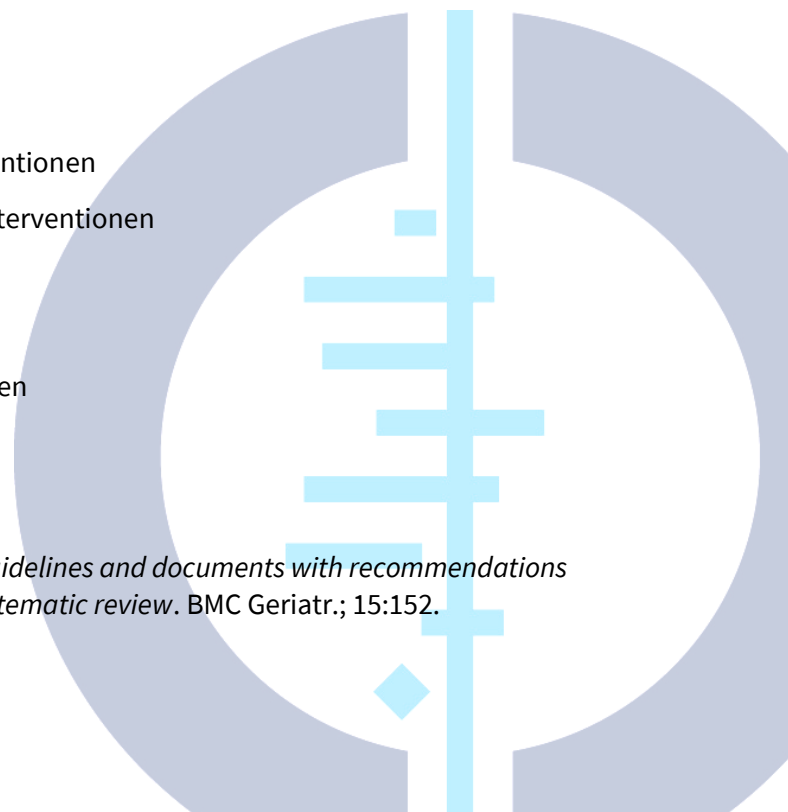 ntionen
terventionen
en
idelines and documents with recommendations
tematic review. BMC Geriatr.; 15:152.